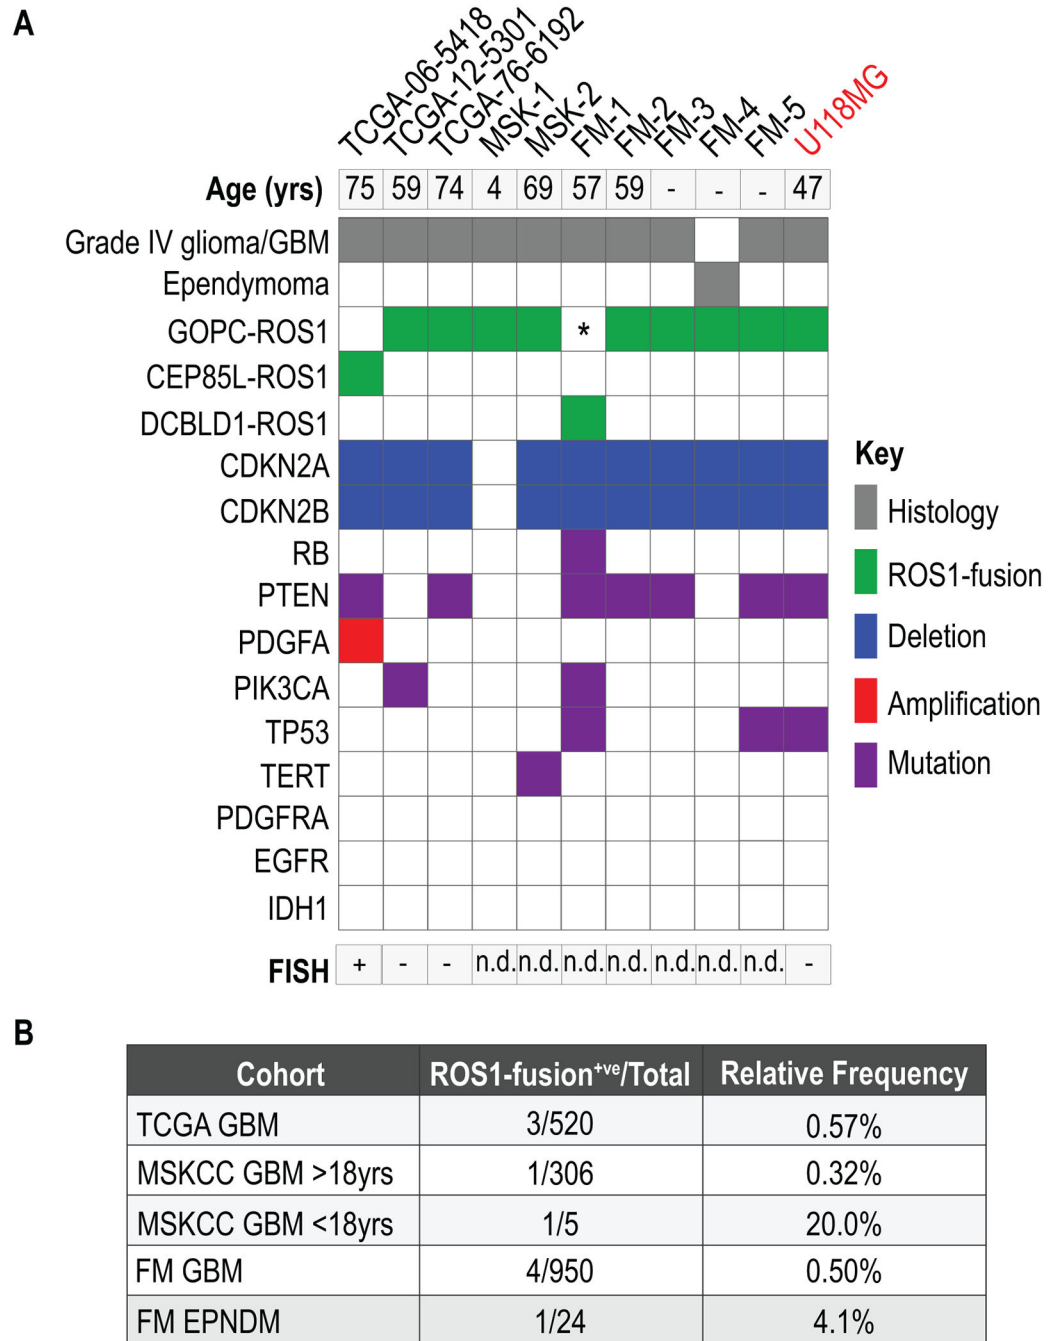 A
TCGA-06-5418
TCGA-12-5301
TCGA-76-6192
MSK-1
MSK-2
FM-1
FM-2
FM-3
FM-4
FM-5
U118MG
Age (yrs) 75 59 74 4 69 57 59 - - - 47
Grade IV glioma/GBM
Ependymoma
GOPC-ROS1 *
CEP85L-ROS1
DCBLD1-ROS1
CDKN2A
CDKN2B
RB
PTEN
PDGFA
PIK3CA
TP53
TERT
PDGFRA
EGFR
IDH1
FISH + - - n.d. n.d. n.d. n.d. n.d. n.d. n.d. -
Key
Histology
ROS1-fusion
Deletion
Amplification
Mutation
B
Cohort ROS1-fusion+ve/Total Relative Frequency
TCGA GBM 3/520 0.57%
MSKCC GBM >18yrs 1/306 0.32%
MSKCC GBM <18yrs 1/5 20.0%
FM GBM 4/950 0.50%
FM EPNDM 1/24 4.1%